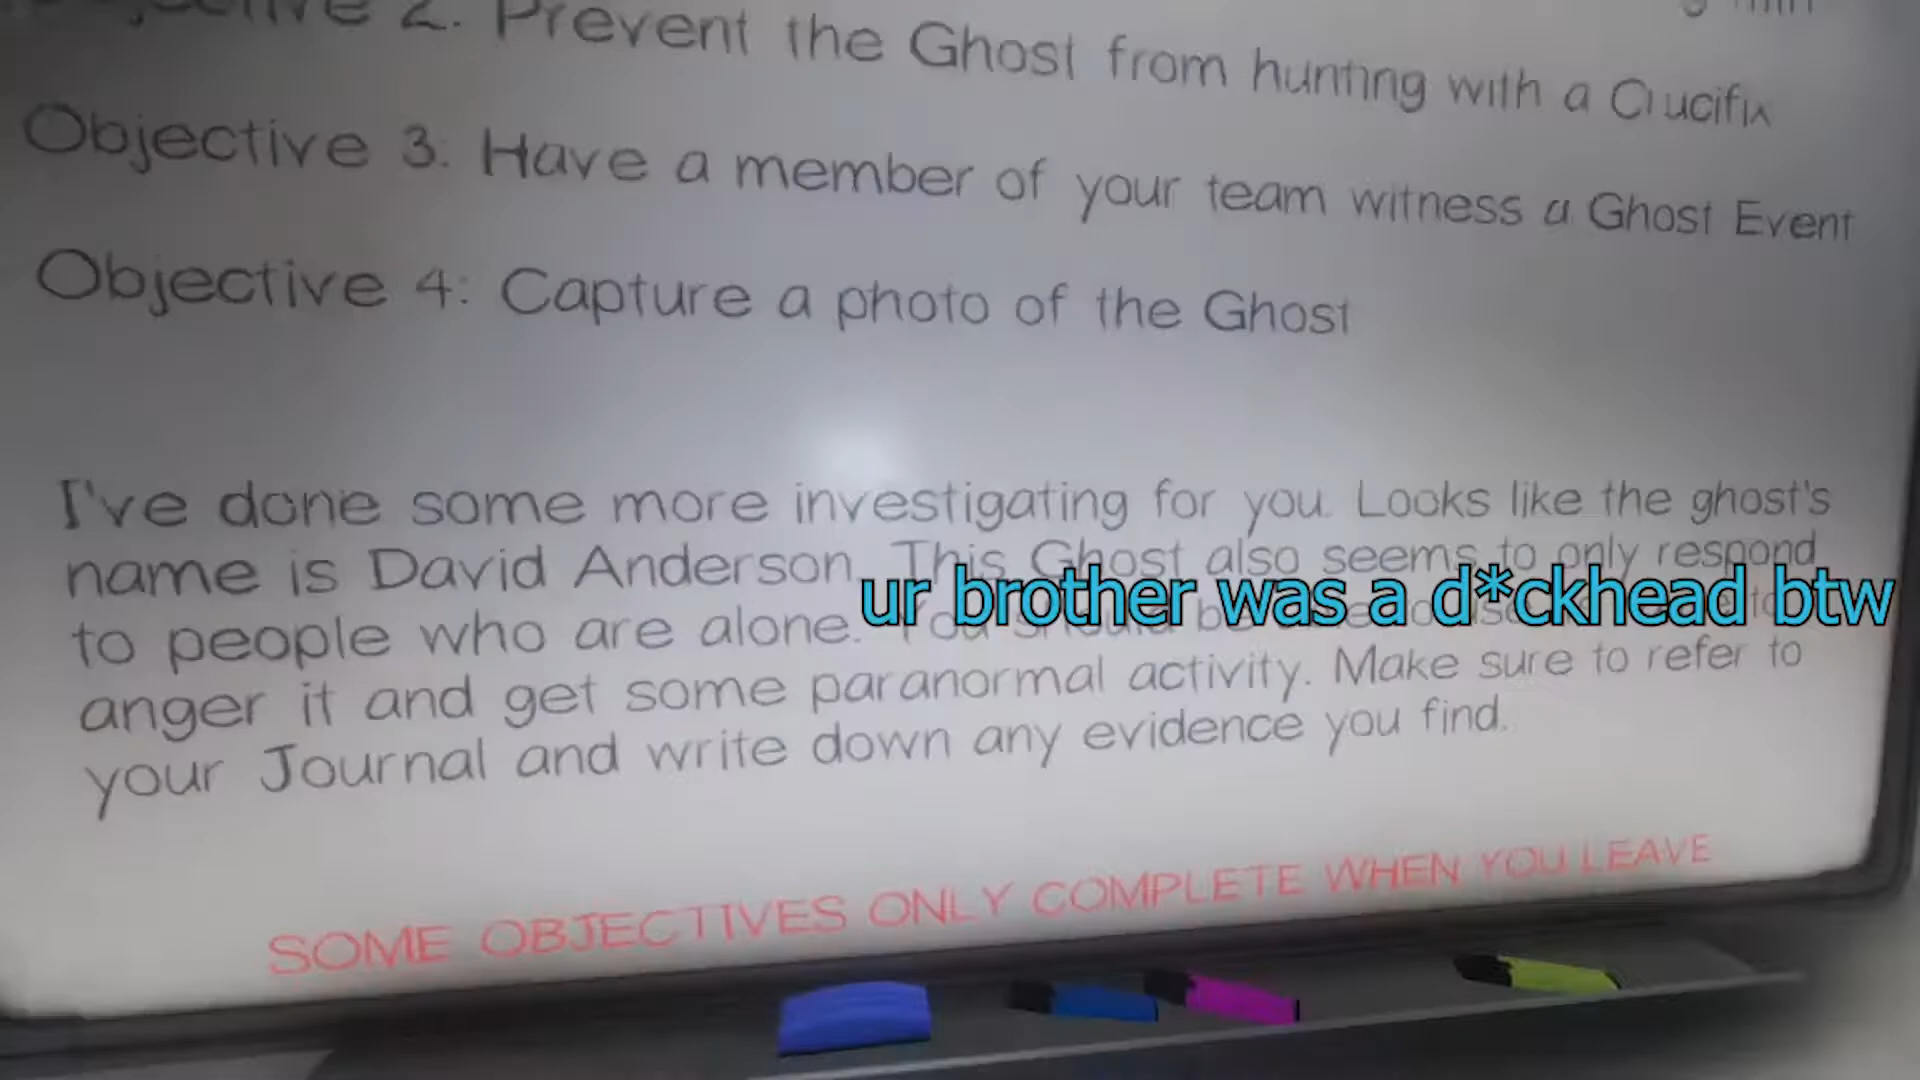 2. Prevent the Ghost from hunting with a Crucifix
Objective 3: Have a member of your team witness a Ghost Event
Objective 4: Capture a photo of the Ghost
I've done some more investigating for you. Looks like the ghost's
name is David Anderson. This Ghost also seems to only respond
ur brother was a d*ckhead btw
to people who are alone. You should be
anger it and get some paranormal activity. Make sure to refer to
your Journal and write down any evidence you find.
SOME OBJECTIVES ONLY COMPLETE WHEN YOU LEAVE